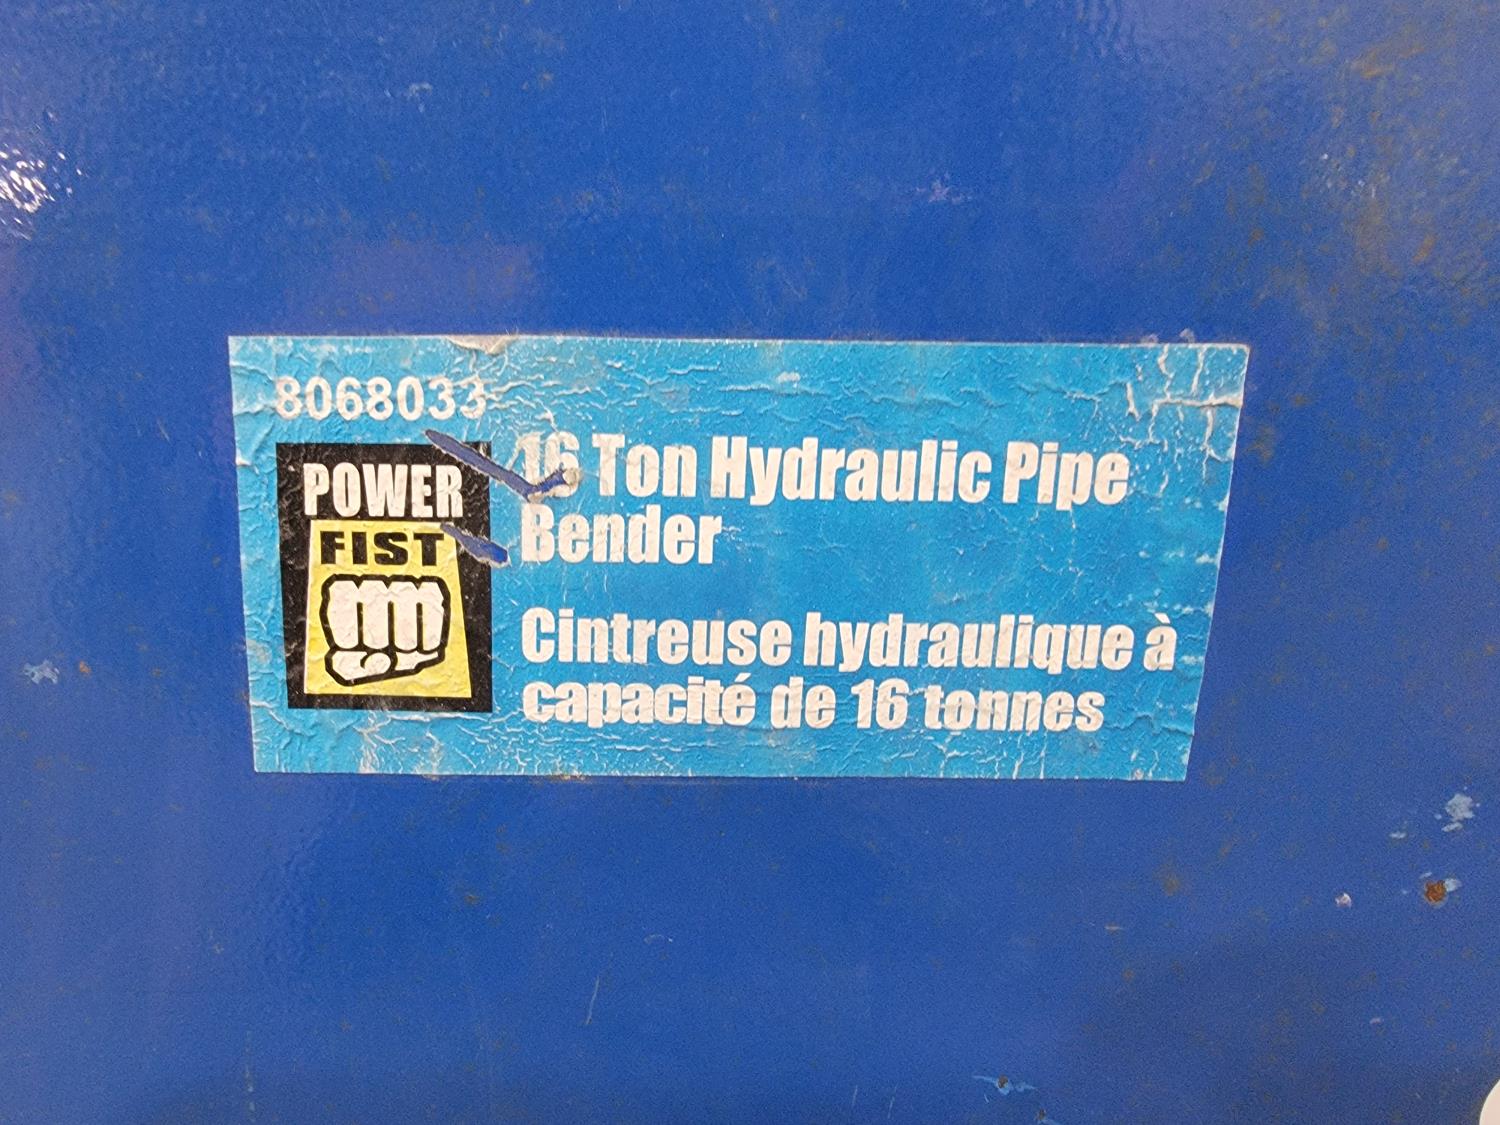 8068033
POWER
FIST
16 Ton Hydraulic Pipe
Bender
Cintreuse hydraulique à
capacité de 16 tonnes